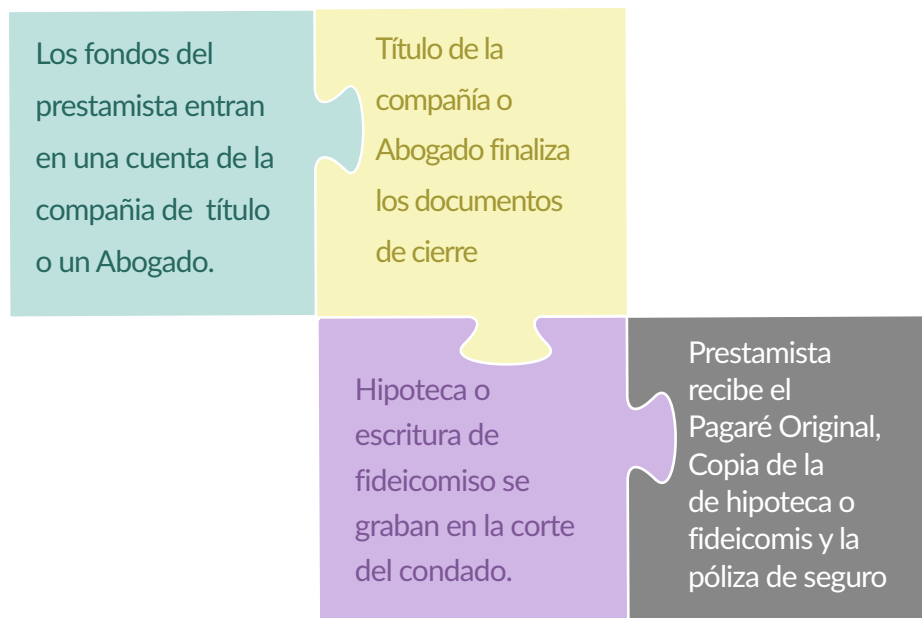 Los fondos del
prestamista entran
en una cuenta de la
compañia de título
o un Abogado.
Título de la
compañía o
Abogado finaliza
los documentos
de cierre
Hipoteca o
escritura de
fideicomiso se
graban en la corte
del condado.
Prestamista
recibe el
Pagaré Original,
Copia de la
de hipoteca o
fideicomis y la
póliza de seguro